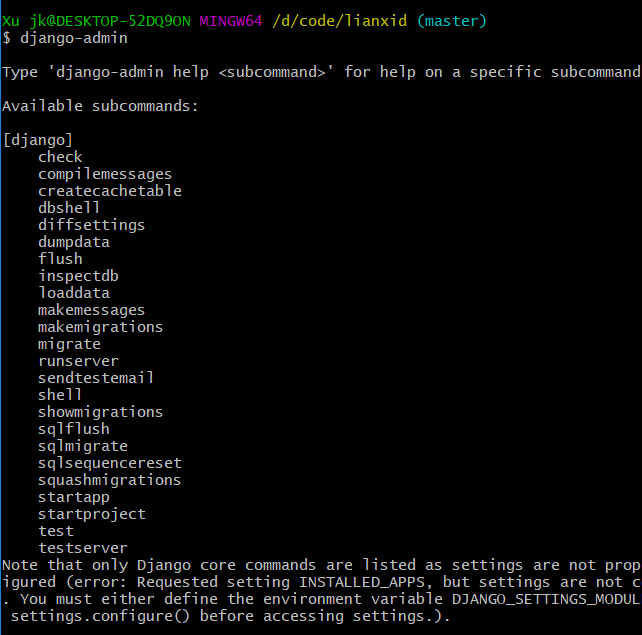 Xu jk@DESKTOP-52DQ9ON MINGW64 /d/code/lianxid (master)
$ django-admin
Type 'django-admin help <subcommand>' for help on a specific subcommand
Available subcommands:
[django]
check
compilemessages
createcachetable
dbshell
diffsettings
dumpdata
flush
inspectdb
loaddata
makemessages
makemigrations
migrate
runserver
sendtestemail
shell
showmigrations
sqlflush
sqlmigrate
sqlsequencereset
squashmigrations
startapp
startproject
test
testserver
Note that only Django core commands are listed as settings are not prop
igured (error: Requested setting INSTALLED_APPS, but settings are not c
. You must either define the environment variable DJANGO_SETTINGS_MODUL
settings.configure() before accessing settings.).